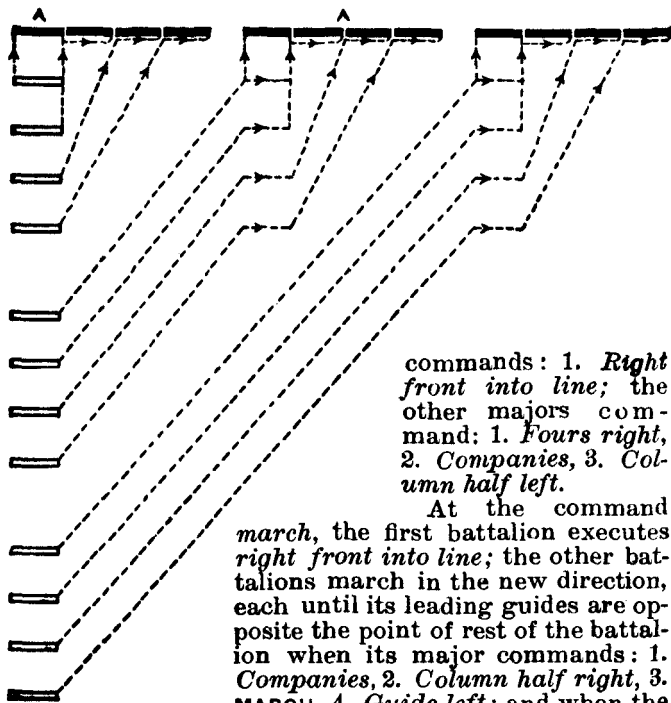 commands: 1. Right
front into line; the
other majors com-
mand: 1. Fours right,
2. Companies, 3. Col-
umn half left.
At the command
march, the first battalion executes
right front into line; the other bat-
talions march in the new direction,
each until its leading guides are op-
posite the point of rest of the battal-
ion when its major commands: 1.
Companies, 2. Column half right, 3.
MARCH, 4. Guide left; and when the